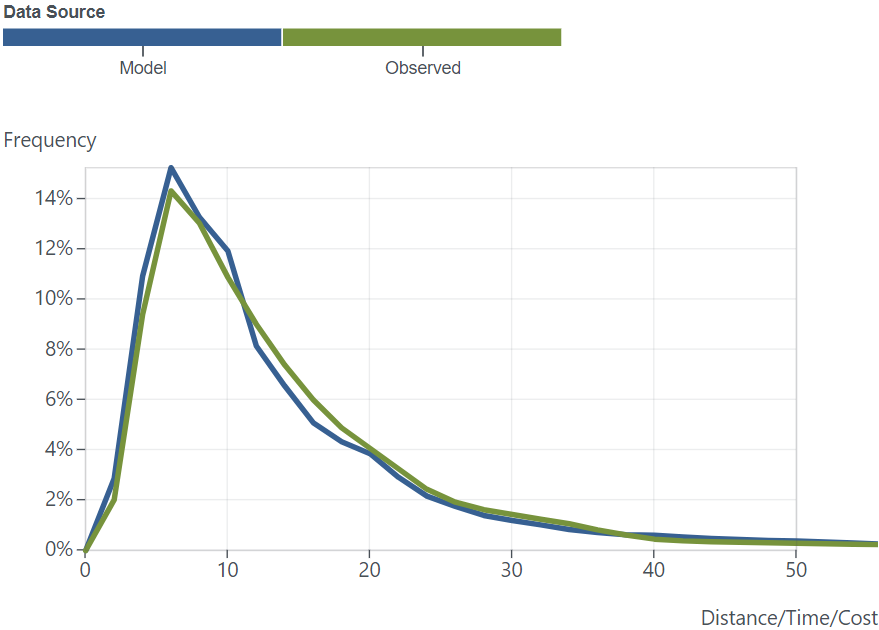 Data Source
Model Observed
Frequency
14%
12%
10%
8%
6%
4%
2%
0%
0 10 20 30 40 50
Distance/Time/Cost